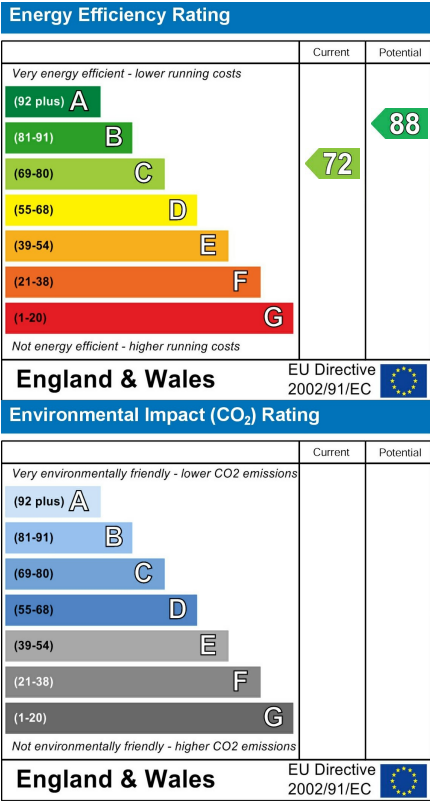 Energy Efficiency Rating
Current Potential
Very energy efficient - lower running costs
(92 plus) A
(81-91) B
88
(69-80) C
72
(55-68) D
(39-54) E
(21-38) F
(1-20) G
Not energy efficient - higher running costs
England & Wales
EU Directive
2002/91/EC
Environmental Impact (CO₂) Rating
Current Potential
Very environmentally friendly - lower CO2 emissions
(92 plus) A
(81-91) B
(69-80) C
(55-68) D
(39-54) E
(21-38) F
(1-20) G
Not environmentally friendly - higher CO2 emissions
England & Wales
EU Directive
2002/91/EC